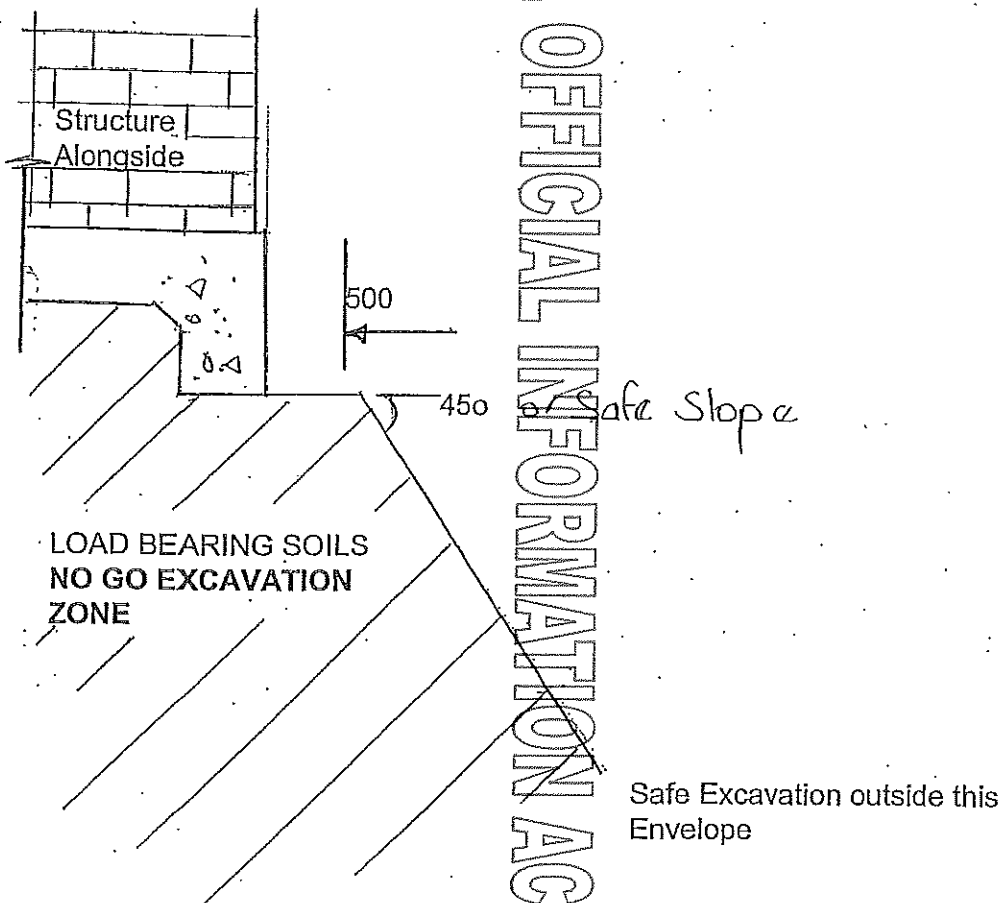 Structure
Alongside
500
45o or Safe Slope
LOAD BEARING SOILS
NO GO EXCAVATION
ZONE
Safe Excavation outside this
Envelope
OFFICIAL INFORMATION AC